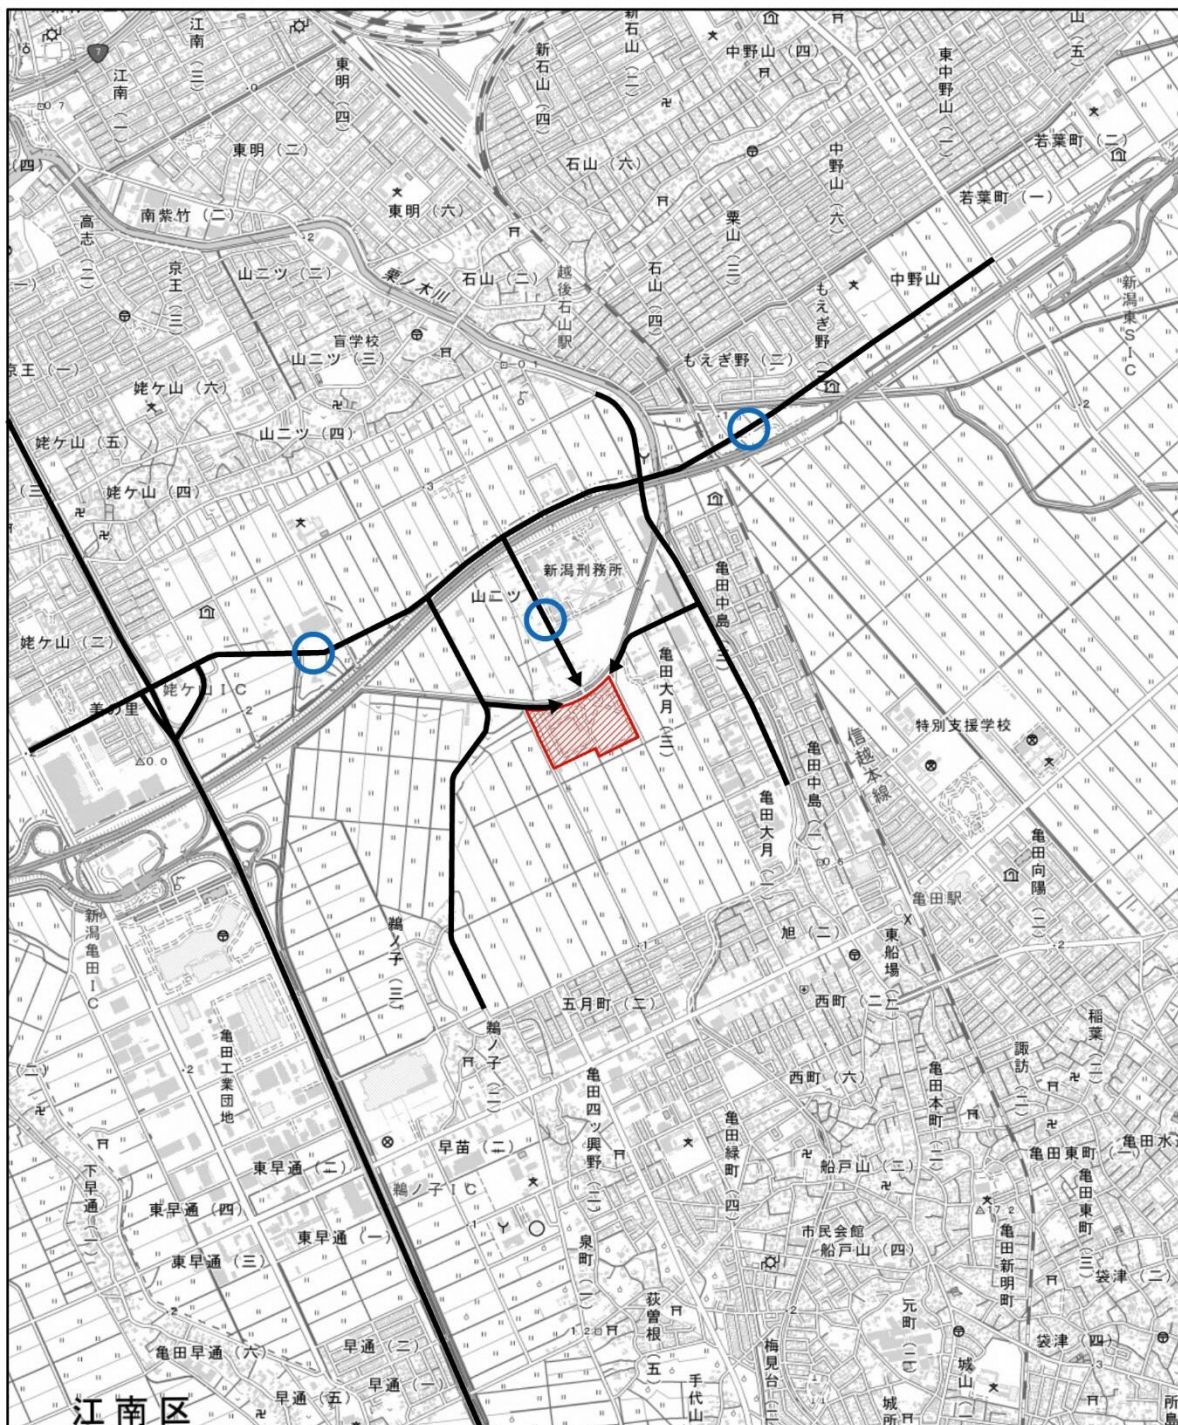 江南（三）
江南（一）
7
東明（四）
新石山（四）
新石山（二）
中野山（四）
東中野山（一）
山（五）
若葉町（二）
若葉町（一）
東明（二）
東明（六）
石山（六）
中野山（六）
栗山（三）
南紫竹（二）
高志（二）
京王（三）
山二ツ（二）
栗ノ木川
石山（二）
越後石山駅
石山（四）
もえぎ野（二）
中野山
新潟東SIC
盲学校
山二ツ（三）
京王（一）
姥ケ山（六）
姥ケ山（五）
山二ツ（四）
姥ケ山（四）
姥ケ山（二）
姥ケ山IC
美の里
新潟刑務所
山二ツ
亀田中島（三）
亀田大月（三）
亀田中島（一）
亀田大月（一）
信越本線
特別支援学校
亀田向陽（二）
亀田駅
東船場
旭（二）
西町（二）
五月町（二）
新潟亀田IC
鵜ノ子（三）
鵜ノ子（二）
亀田工業団地
西町（六）
亀田本町（二）
諏訪（二）
稲葉（二）
亀田四ツ興野（二）
亀田緑町（四）
早苗（二）
鵜ノ子IC
船戸山（二）
亀田東町（一）
亀田東町（三）
東早通（二）
東早通（四）
東早通（一）
東早通（三）
下早通（一）
泉町（一）
市民会館
船戸山（四）
亀田新明町
17.2
袋津（二）
袋津（四）
荻曽根（五
元町（二）
梅見台（二）
城山（一）
手代山
亀田早通（六）
早通（二）
早通（一）
早通（五）
江南区